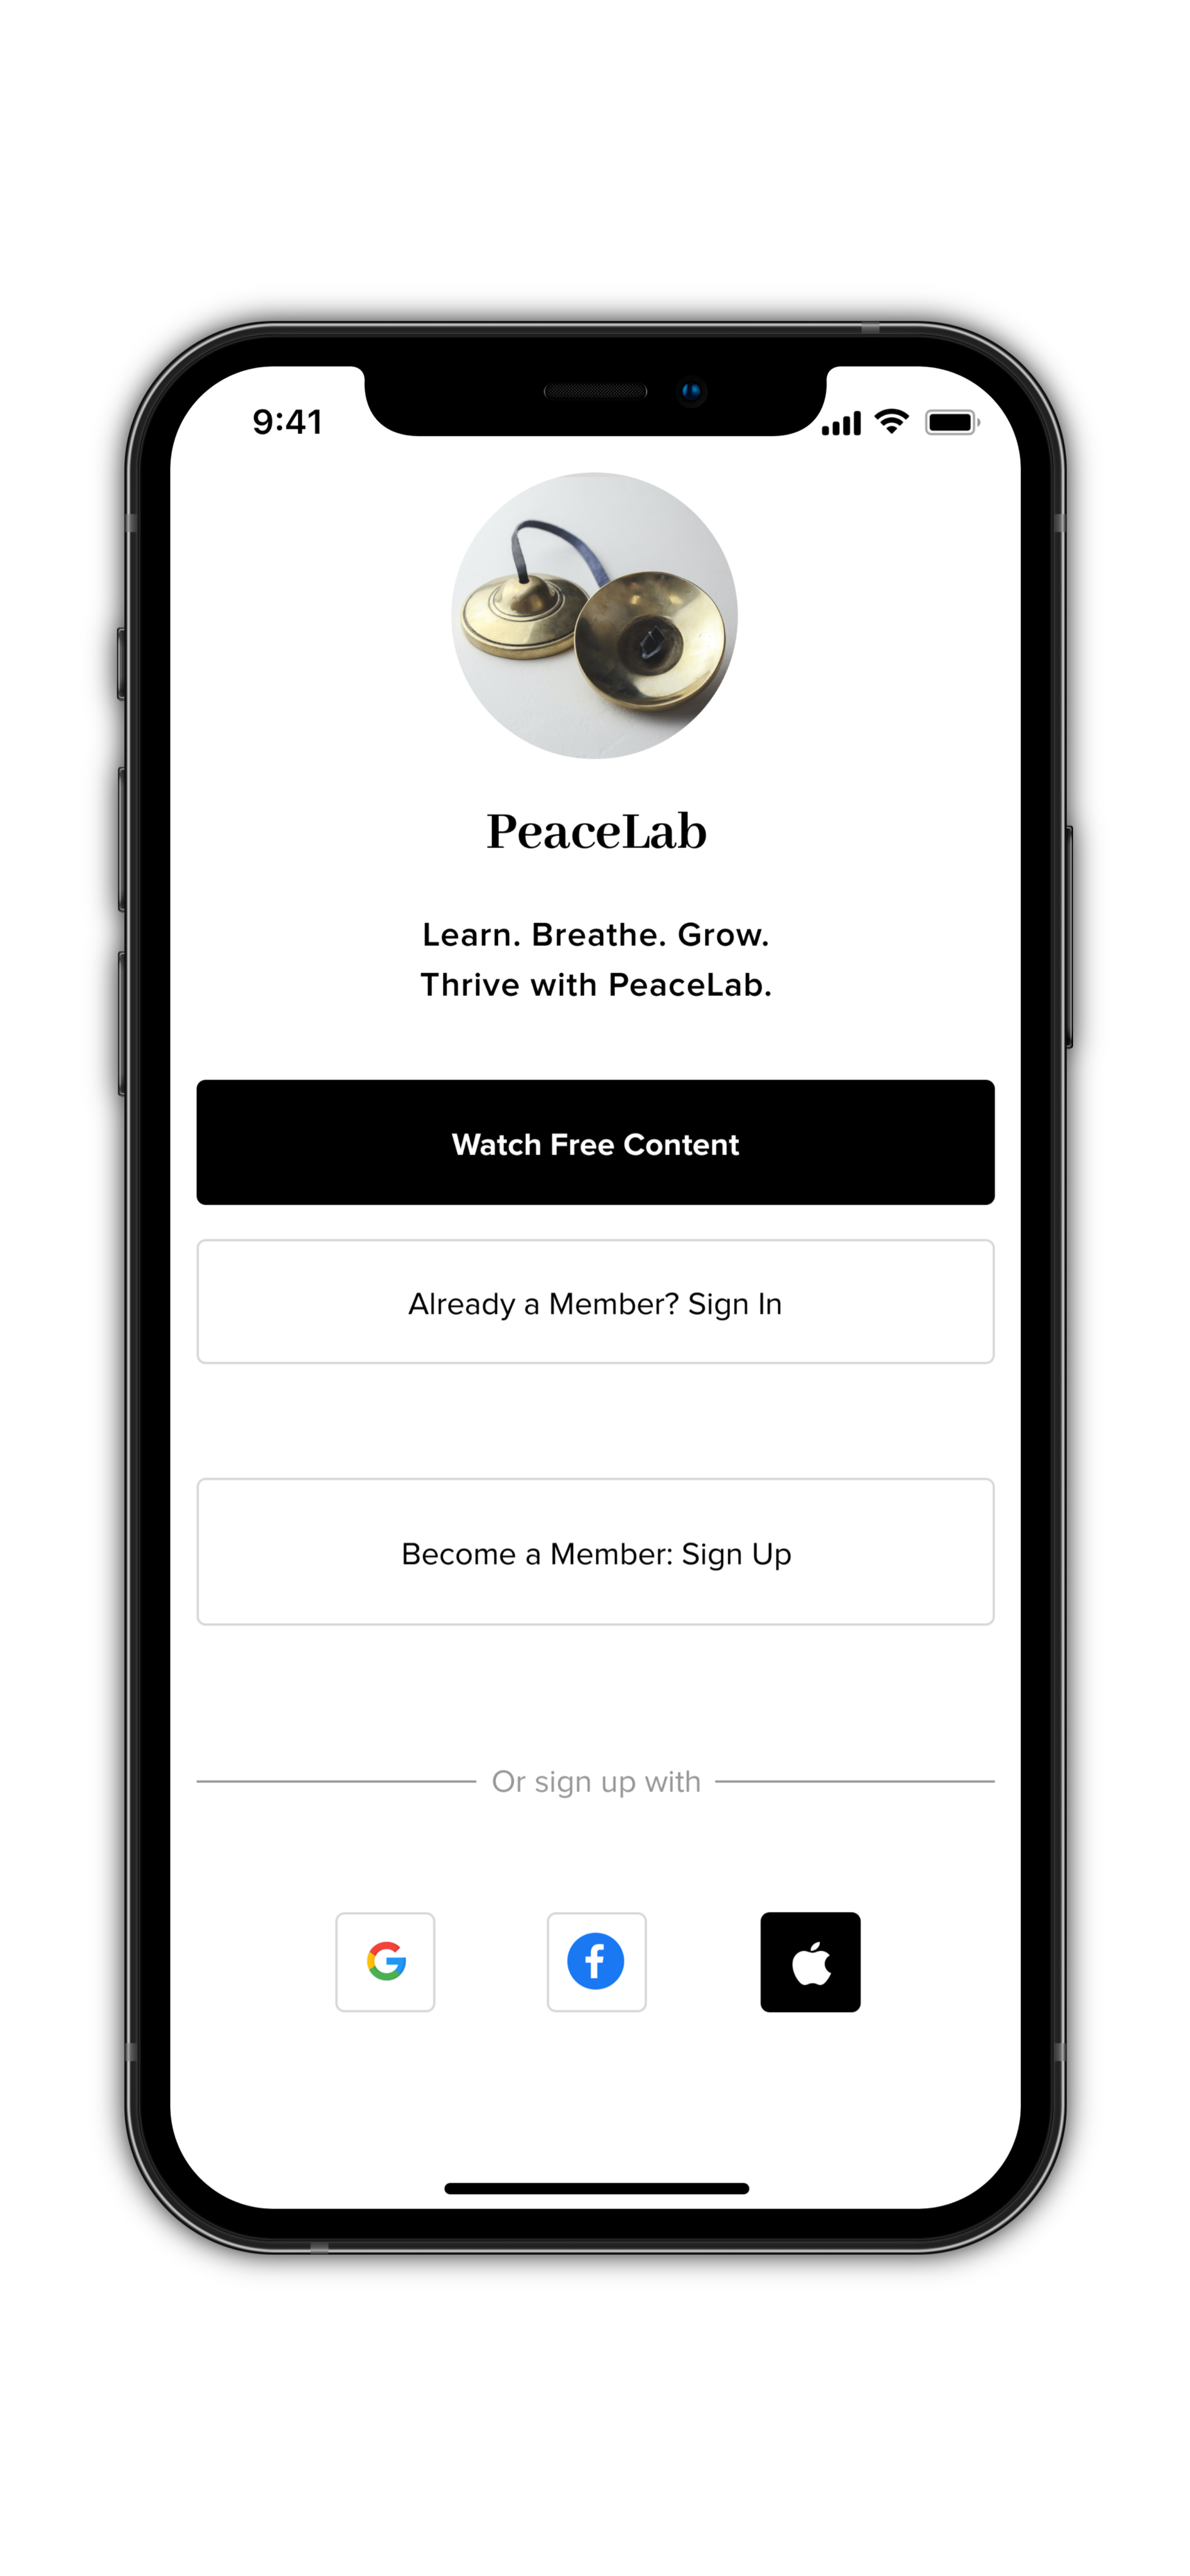 9:41
PeaceLab
Learn. Breathe. Grow.
Thrive with PeaceLab.
Watch Free Content
Already a Member? Sign In
Become a Member: Sign Up
Or sign up with